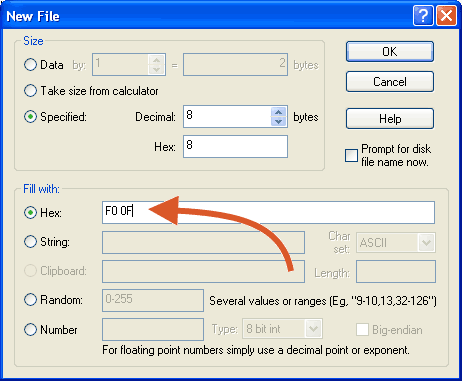 New File
Size
Data by: 1 = 2 bytes
OK
Take size from calculator
Cancel
Specified: Decimal: 8 bytes
Help
Hex: 8
Prompt for disk
file name now.
Fill with:
Hex: F0 0F
String: Char set: ASCII
Clipboard: Length:
Random: 0-255 Several values or ranges (Eg, "9-10,13,32-126")
Number Type: 8 bit int Big-endian
For floating point numbers simply use a decimal point or exponent.